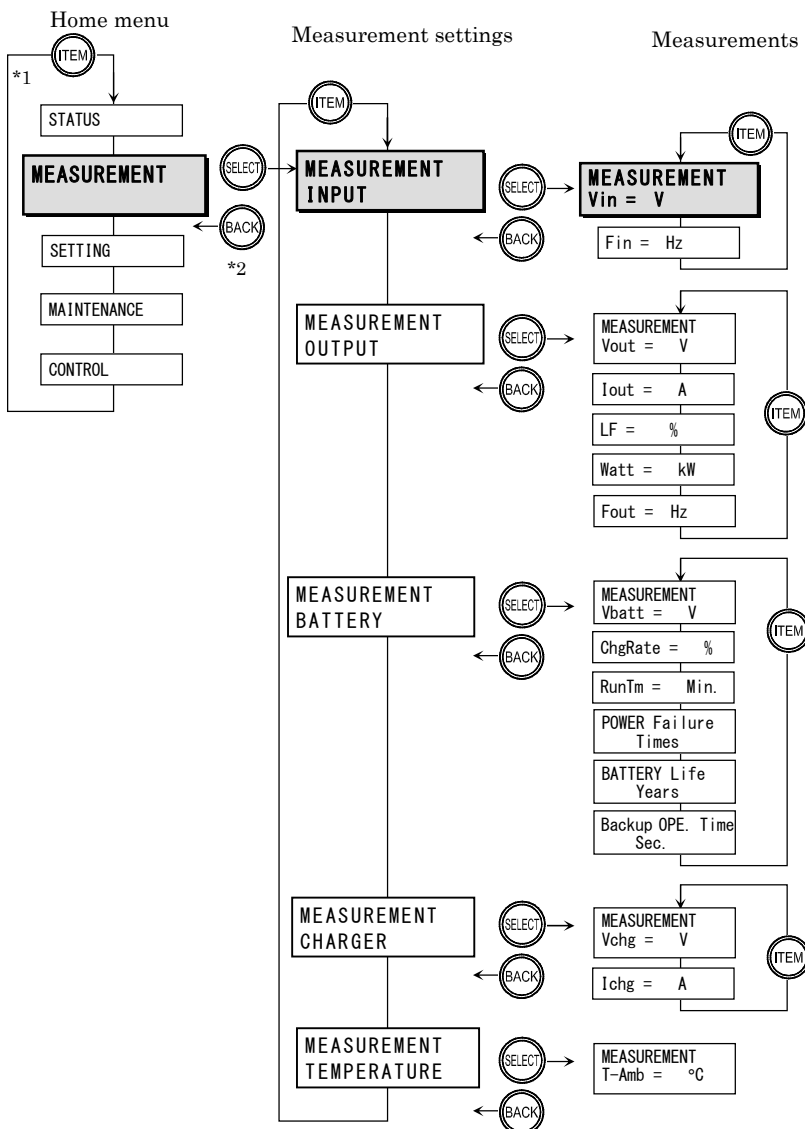 Home menu
Measurement settings
Measurements
ITEM
*1
STATUS
MEASUREMENT
SETTING
MAINTENANCE
CONTROL
SELECT
BACK
*2
ITEM
MEASUREMENT
INPUT
SELECT
BACK
ITEM
MEASUREMENT
Vin = V
Fin = Hz
MEASUREMENT
OUTPUT
SELECT
BACK
MEASUREMENT
Vout = V
Iout = A
LF = %
Watt = kW
Fout = Hz
ITEM
MEASUREMENT
BATTERY
SELECT
BACK
MEASUREMENT
Vbatt = V
ChgRate = %
RunTm = Min.
POWER Failure
Times
BATTERY Life
Years
Backup OPE. Time
Sec.
ITEM
MEASUREMENT
CHARGER
SELECT
BACK
MEASUREMENT
Vchg = V
Ichg = A
ITEM
MEASUREMENT
TEMPERATURE
SELECT
BACK
MEASUREMENT
T-Amb = °C